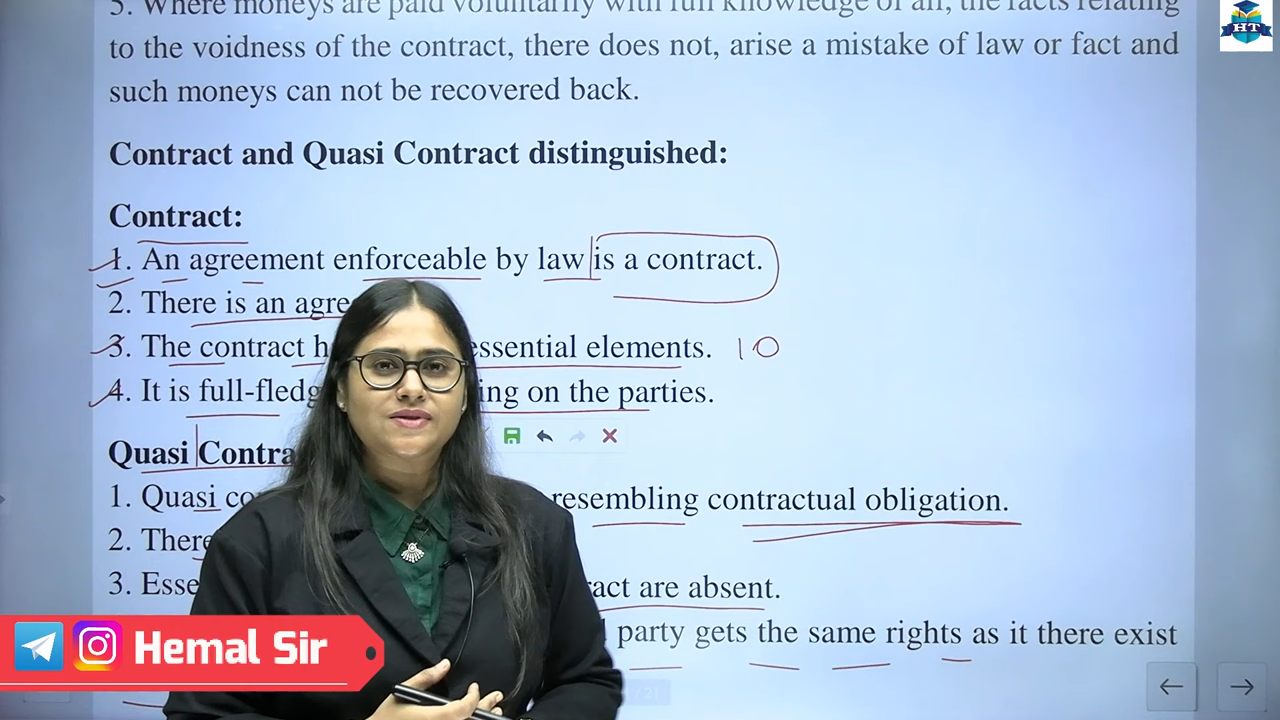 5. Where moneys are paid voluntarily with full knowledge of all, the facts relating
to the voidness of the contract, there does not, arise a mistake of law or fact and
such moneys can not be recovered back.
HT
Contract and Quasi Contract distinguished:
Contract:
1. An agreement enforceable by law is a contract.
2. There is an agre
3. The contract h essential elements. 10
4. It is full-fledg ing on the parties.
Quasi Contra
1. Quasi co resembling contractual obligation.
2. There
3. Esse ract are absent.
party gets the same rights as it there exist
Hemal Sir
/ 21